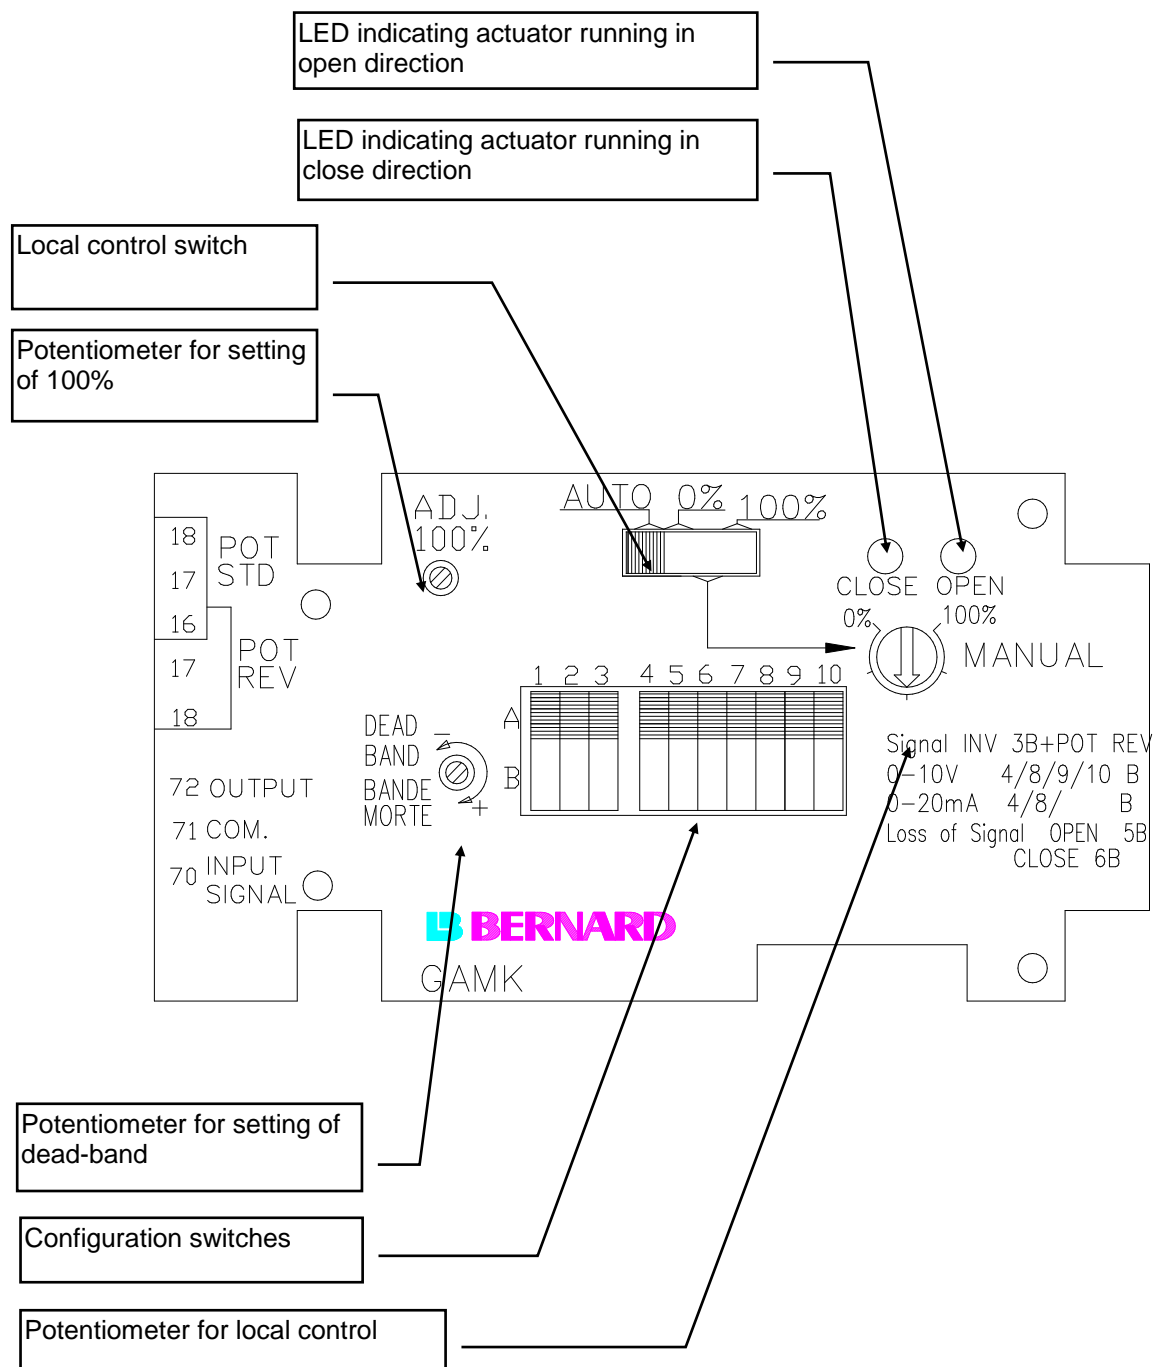 LED indicating actuator running in
open direction
LED indicating actuator running in
close direction
Local control switch
Potentiometer for setting
of 100%
ADJ.
100%
AUTO 0% 100%
CLOSE OPEN
0% 100%
MANUAL
18
17
16
POT
STD
17
18
POT
REV
1 2 3 4 5 6 7 8 9 10
A
B
DEAD -
BAND
BANDE
MORTE +
72 OUTPUT
71 COM.
70 INPUT
SIGNAL
Signal INV 3B+POT REV
0-10V 4/8/9/10 B
0-20mA 4/8/ B
Loss of Signal OPEN 5B
CLOSE 6B
LB BERNARD
GAMK
Potentiometer for setting of
dead-band
Configuration switches
Potentiometer for local control